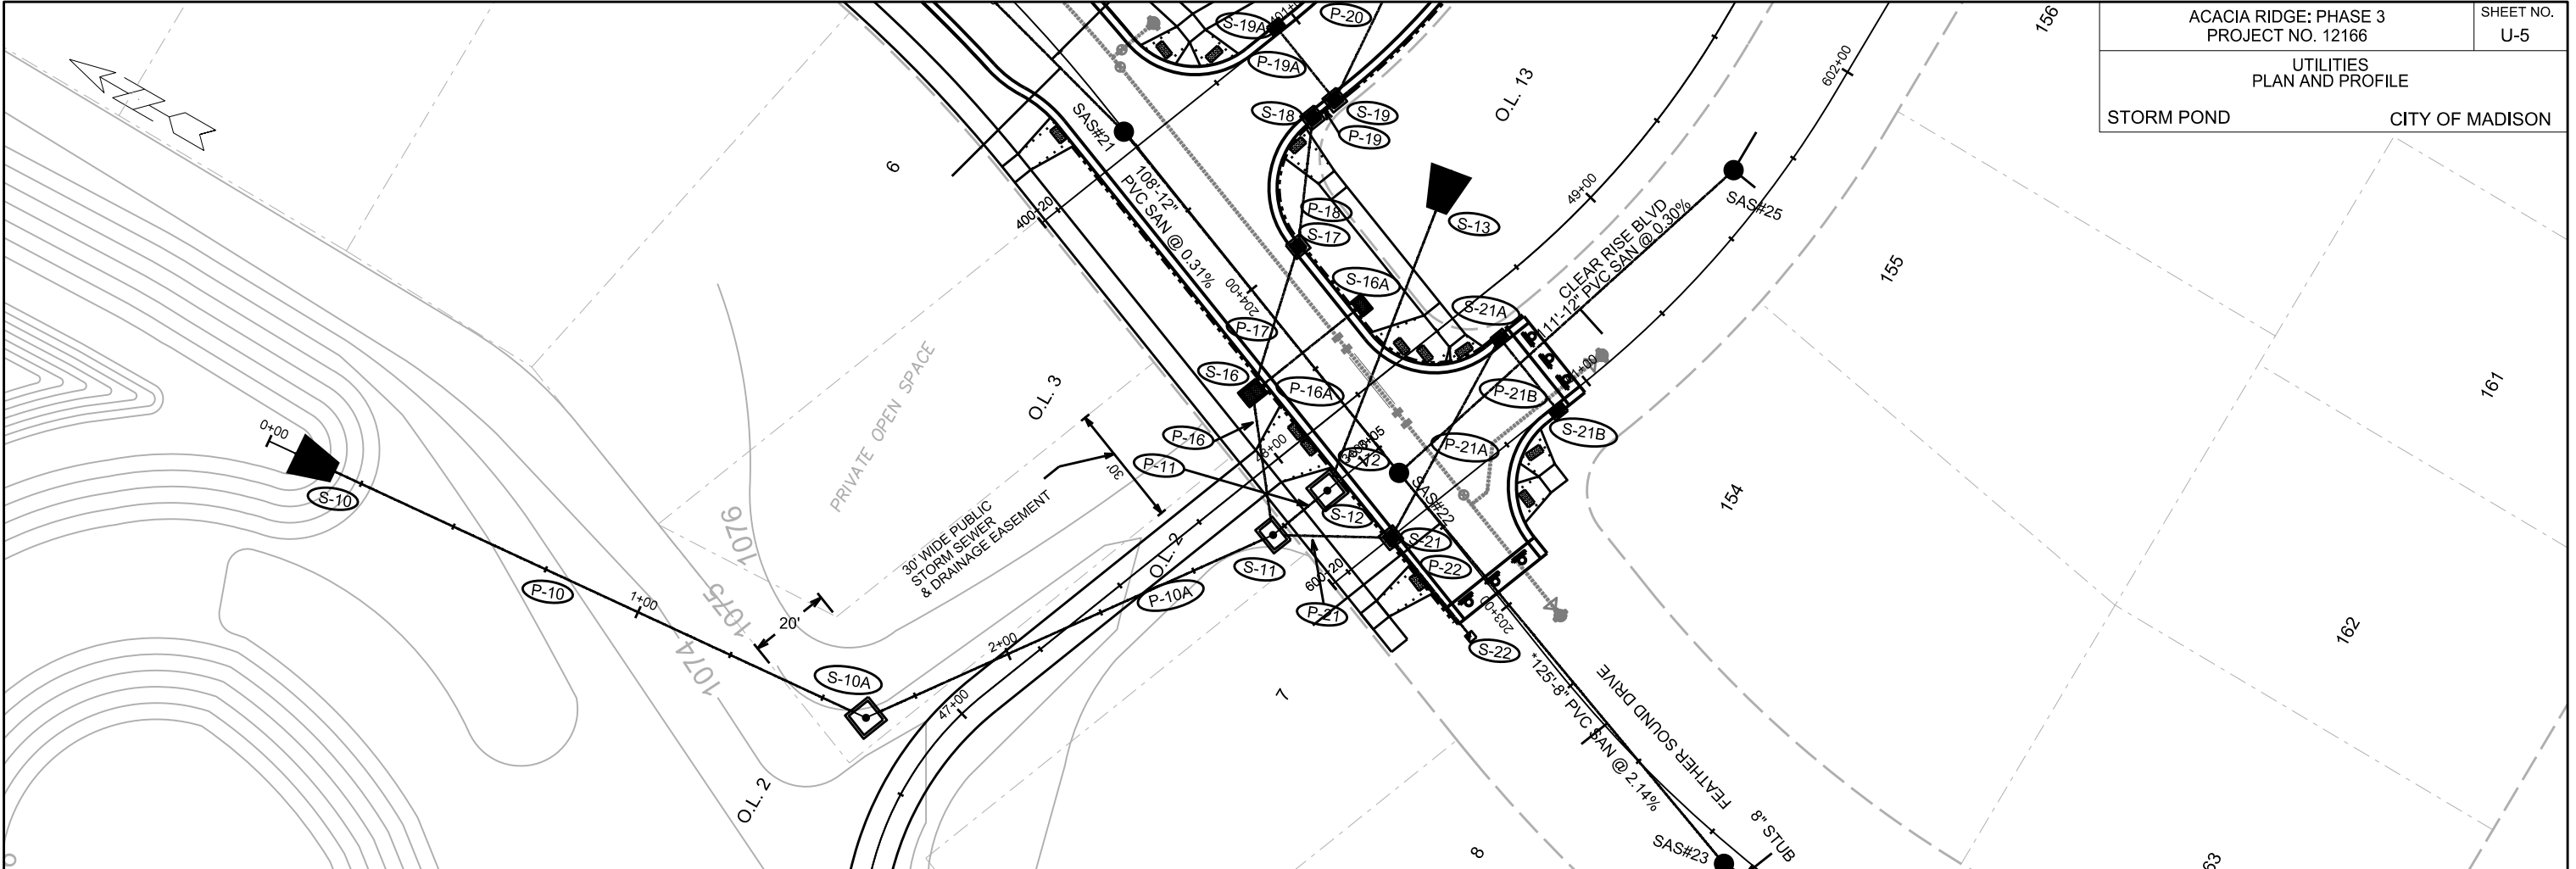 ACACIA RIDGE: PHASE 3
PROJECT NO. 12166
SHEET NO.
U-5
UTILITIES
PLAN AND PROFILE
STORM POND
CITY OF MADISON
S-19A
P-20
P-19A
S-18
S-19
P-19
O.L. 13
156
602+00
SAS#21
6
400+20
108'-12"
PVC SAN @ 0.31%
204+00
P-18
S-17
S-13
49+00
SAS#25
CLEAR RISE BLVD
111'-12" PVC SAN @ 0.30%
155
S-16A
S-21A
P-17
S-16
P-16A
P-21B
S-21B
161
PRIVATE OPEN SPACE
O.L. 3
P-16
P-11
30'
48+00
P-21A
154
0+00
S-10
SAS#22
S-12
S-21
1076
30' WIDE PUBLIC
STORM SEWER
& DRAINAGE EASEMENT
O.L. 2
S-11
P-22
600+20
P-10
1+00
1075
20'
P-10A
P-21
203+00
2+00
S-22
162
1074
S-10A
47+00
7
*125'-8" PVC SAN @ 2.14%
FEATHER SOUND DRIVE
O.L. 2
8
SAS#23
8" STUB